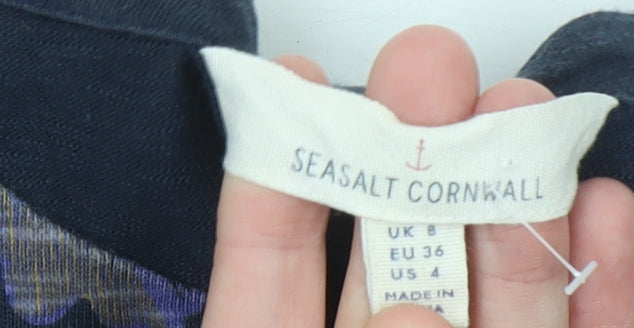 SEASALT CORNWALL
UK 8
EU 36
US 4
MADE IN